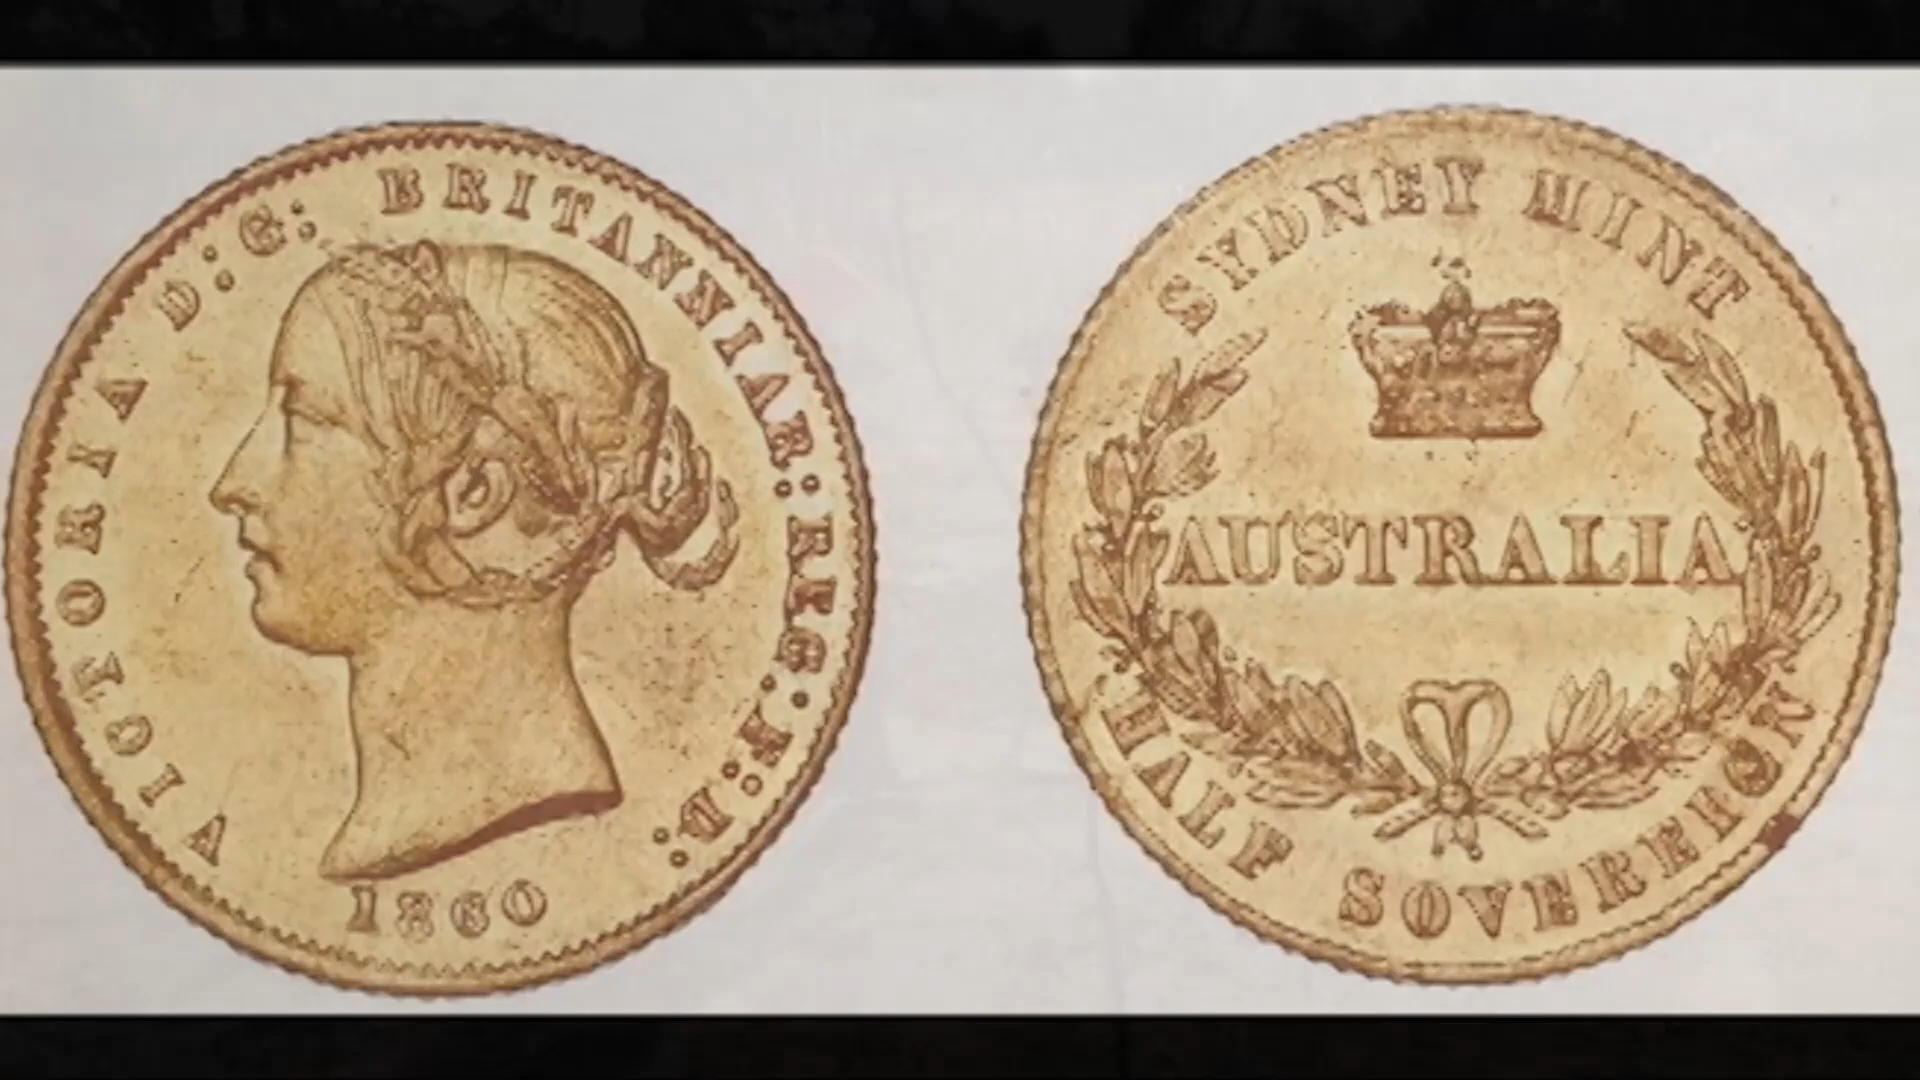 VICTORIA D: G: BRITANNIAR: REG: F: D:
1860
SYDNEY MINT
AUSTRALIA
HALF SOVEREIGN